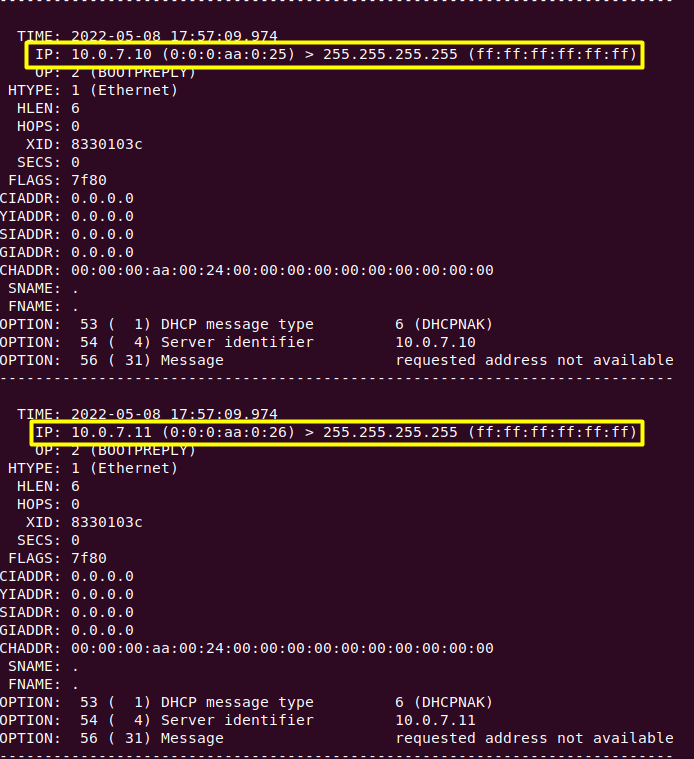 ---------------------------------------------------------------------------
TIME: 2022-05-08 17:57:09.974
IP: 10.0.7.10 (0:0:0:aa:0:25) > 255.255.255.255 (ff:ff:ff:ff:ff:ff)
OP: 2 (BOOTPREPLY)
HTYPE: 1 (Ethernet)
HLEN: 6
HOPS: 0
XID: 8330103c
SECS: 0
FLAGS: 7f80
CIADDR: 0.0.0.0
YIADDR: 0.0.0.0
SIADDR: 0.0.0.0
GIADDR: 0.0.0.0
CHADDR: 00:00:00:aa:00:24:00:00:00:00:00:00:00:00:00:00
SNAME: .
FNAME: .
OPTION:  53 (  1) DHCP message type         6 (DHCPNAK)
OPTION:  54 (  4) Server identifier         10.0.7.10
OPTION:  56 ( 31) Message                   requested address not available
---------------------------------------------------------------------------
TIME: 2022-05-08 17:57:09.974
IP: 10.0.7.11 (0:0:0:aa:0:26) > 255.255.255.255 (ff:ff:ff:ff:ff:ff)
OP: 2 (BOOTPREPLY)
HTYPE: 1 (Ethernet)
HLEN: 6
HOPS: 0
XID: 8330103c
SECS: 0
FLAGS: 7f80
CIADDR: 0.0.0.0
YIADDR: 0.0.0.0
SIADDR: 0.0.0.0
GIADDR: 0.0.0.0
CHADDR: 00:00:00:aa:00:24:00:00:00:00:00:00:00:00:00:00
SNAME: .
FNAME: .
OPTION:  53 (  1) DHCP message type         6 (DHCPNAK)
OPTION:  54 (  4) Server identifier         10.0.7.11
OPTION:  56 ( 31) Message                   requested address not available
---------------------------------------------------------------------------